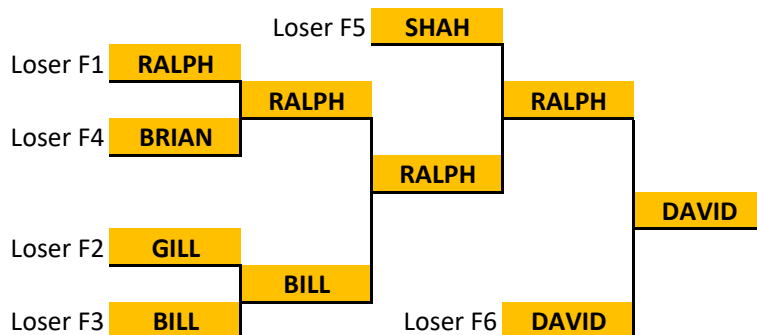 Loser F5 SHAH
Loser F1 RALPH
RALPH RALPH
Loser F4 BRIAN
RALPH
DAVID
Loser F2 GILL
BILL
Loser F3 BILL Loser F6 DAVID